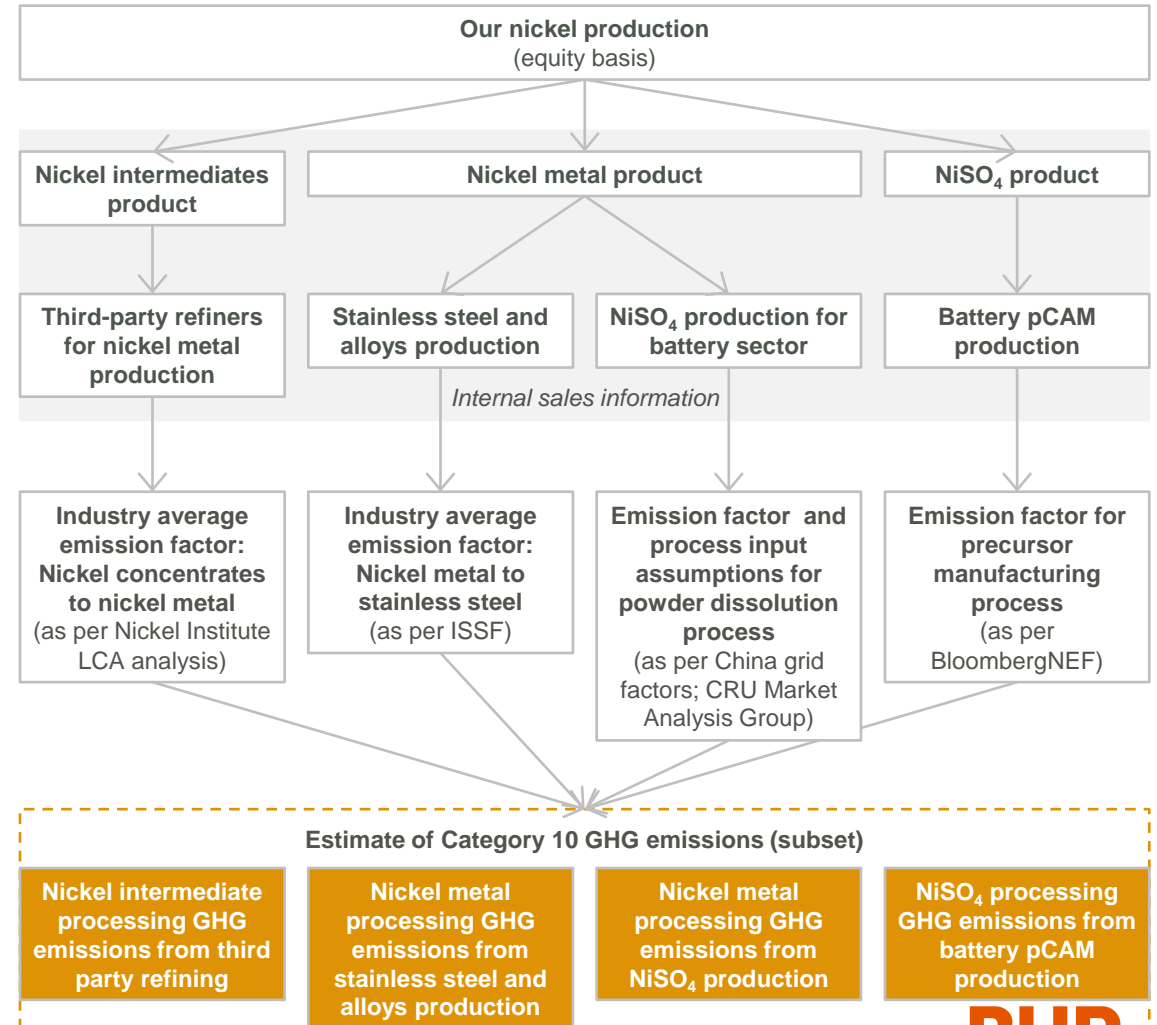 Our nickel production
(equity basis)
Nickel intermediates
product
Nickel metal product
NiSO₄ product
Third-party refiners
for nickel metal
production
Stainless steel and
alloys production
NiSO₄ production for
battery sector
Battery pCAM
production
Internal sales information
Industry average
emission factor:
Nickel concentrates
to nickel metal
(as per Nickel Institute
LCA analysis)
Industry average
emission factor:
Nickel metal to
stainless steel
(as per ISSF)
Emission factor and
process input
assumptions for
powder dissolution
process
(as per China grid
factors; CRU Market
Analysis Group)
Emission factor for
precursor
manufacturing
process
(as per
BloombergNEF)
Estimate of Category 10 GHG emissions (subset)
Nickel intermediate
processing GHG
emissions from third
party refining
Nickel metal
processing GHG
emissions from
stainless steel and
alloys production
Nickel metal
processing GHG
emissions from
NiSO₄ production
NiSO₄ processing
GHG emissions from
battery pCAM
production